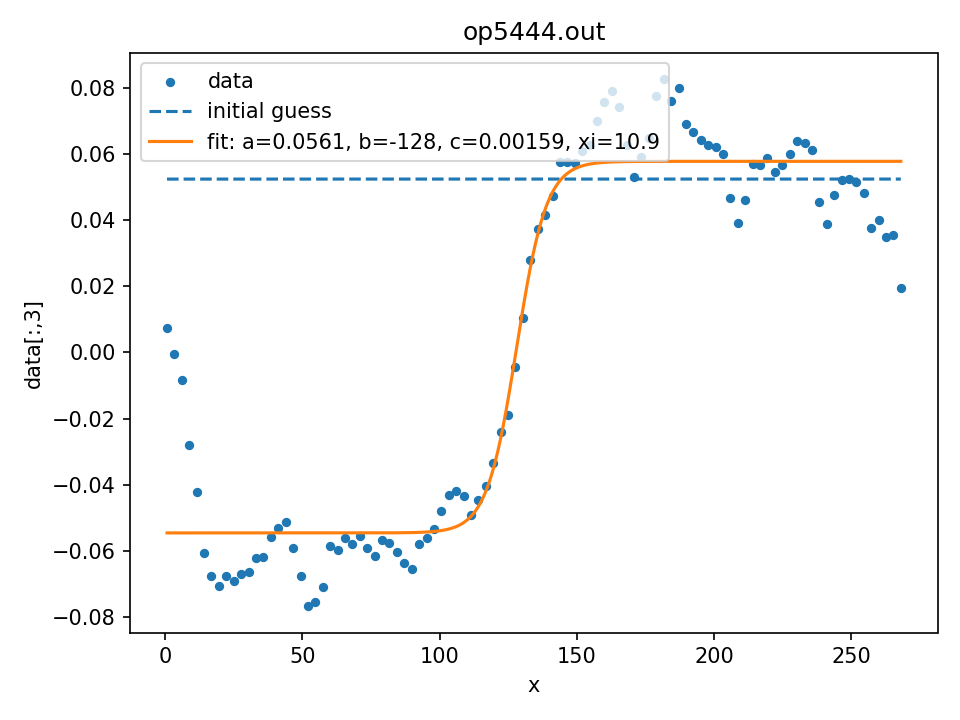 op5444.out
data
initial guess
fit: a=0.0561, b=-128, c=0.00159, xi=10.9
0.08
0.06
0.04
0.02
0.00
−0.02
−0.04
−0.06
−0.08
data[:,3]
0
50
100
150
200
250
x